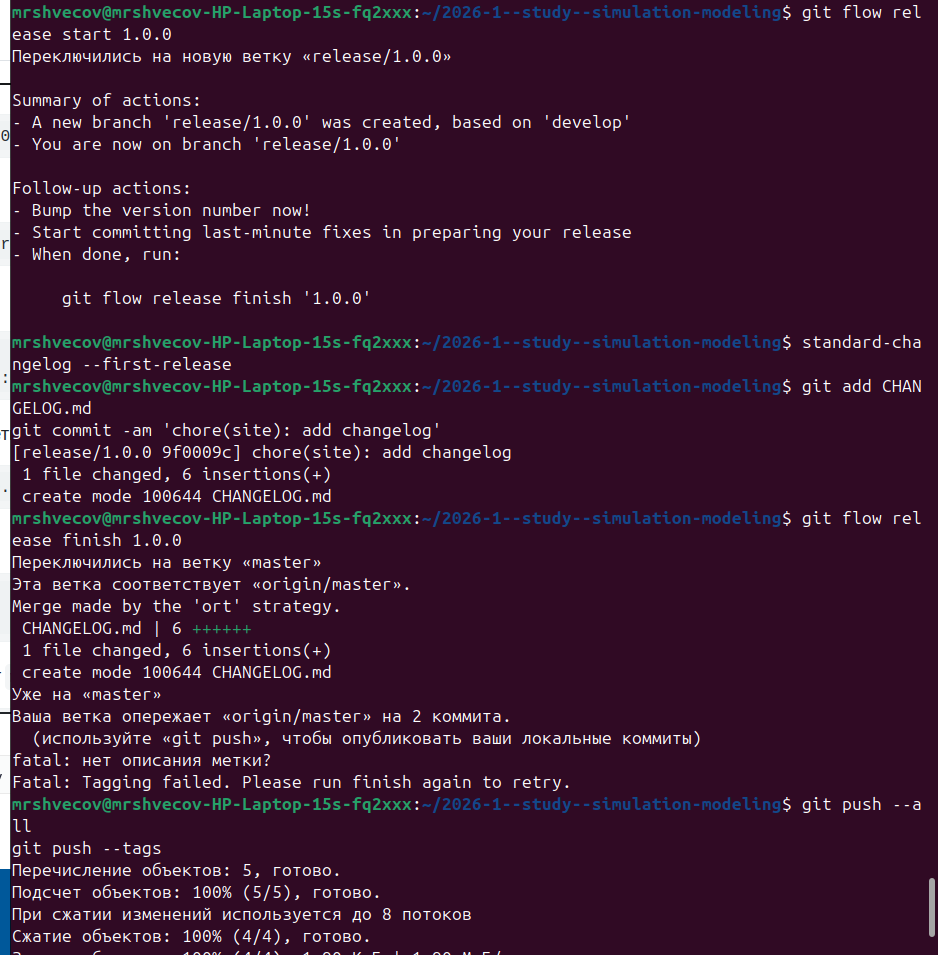 mrshvecov@mrshvecov-HP-Laptop-15s-fq2xxx:~/2026-1--study--simulation-modeling$ git flow rel
ease start 1.0.0
Переключились на новую ветку «release/1.0.0»
Summary of actions:
- A new branch 'release/1.0.0' was created, based on 'develop'
- You are now on branch 'release/1.0.0'
Follow-up actions:
- Bump the version number now!
- Start committing last-minute fixes in preparing your release
- When done, run:
git flow release finish '1.0.0'
mrshvecov@mrshvecov-HP-Laptop-15s-fq2xxx:~/2026-1--study--simulation-modeling$ standard-cha
ngelog --first-release
mrshvecov@mrshvecov-HP-Laptop-15s-fq2xxx:~/2026-1--study--simulation-modeling$ git add CHAN
GELOG.md
git commit -am 'chore(site): add changelog'
[release/1.0.0 9f0009c] chore(site): add changelog
1 file changed, 6 insertions(+)
create mode 100644 CHANGELOG.md
mrshvecov@mrshvecov-HP-Laptop-15s-fq2xxx:~/2026-1--study--simulation-modeling$ git flow rel
ease finish 1.0.0
Переключились на ветку «master»
Эта ветка соответствует «origin/master».
Merge made by the 'ort' strategy.
CHANGELOG.md | 6 ++++++
1 file changed, 6 insertions(+)
create mode 100644 CHANGELOG.md
Уже на «master»
Ваша ветка опережает «origin/master» на 2 коммита.
(используйте «git push», чтобы опубликовать ваши локальные коммиты)
fatal: нет описания метки?
Fatal: Tagging failed. Please run finish again to retry.
mrshvecov@mrshvecov-HP-Laptop-15s-fq2xxx:~/2026-1--study--simulation-modeling$ git push --a
ll
git push --tags
Перечисление объектов: 5, готово.
Подсчет объектов: 100% (5/5), готово.
При сжатии изменений используется до 8 потоков
Сжатие объектов: 100% (4/4), готово.